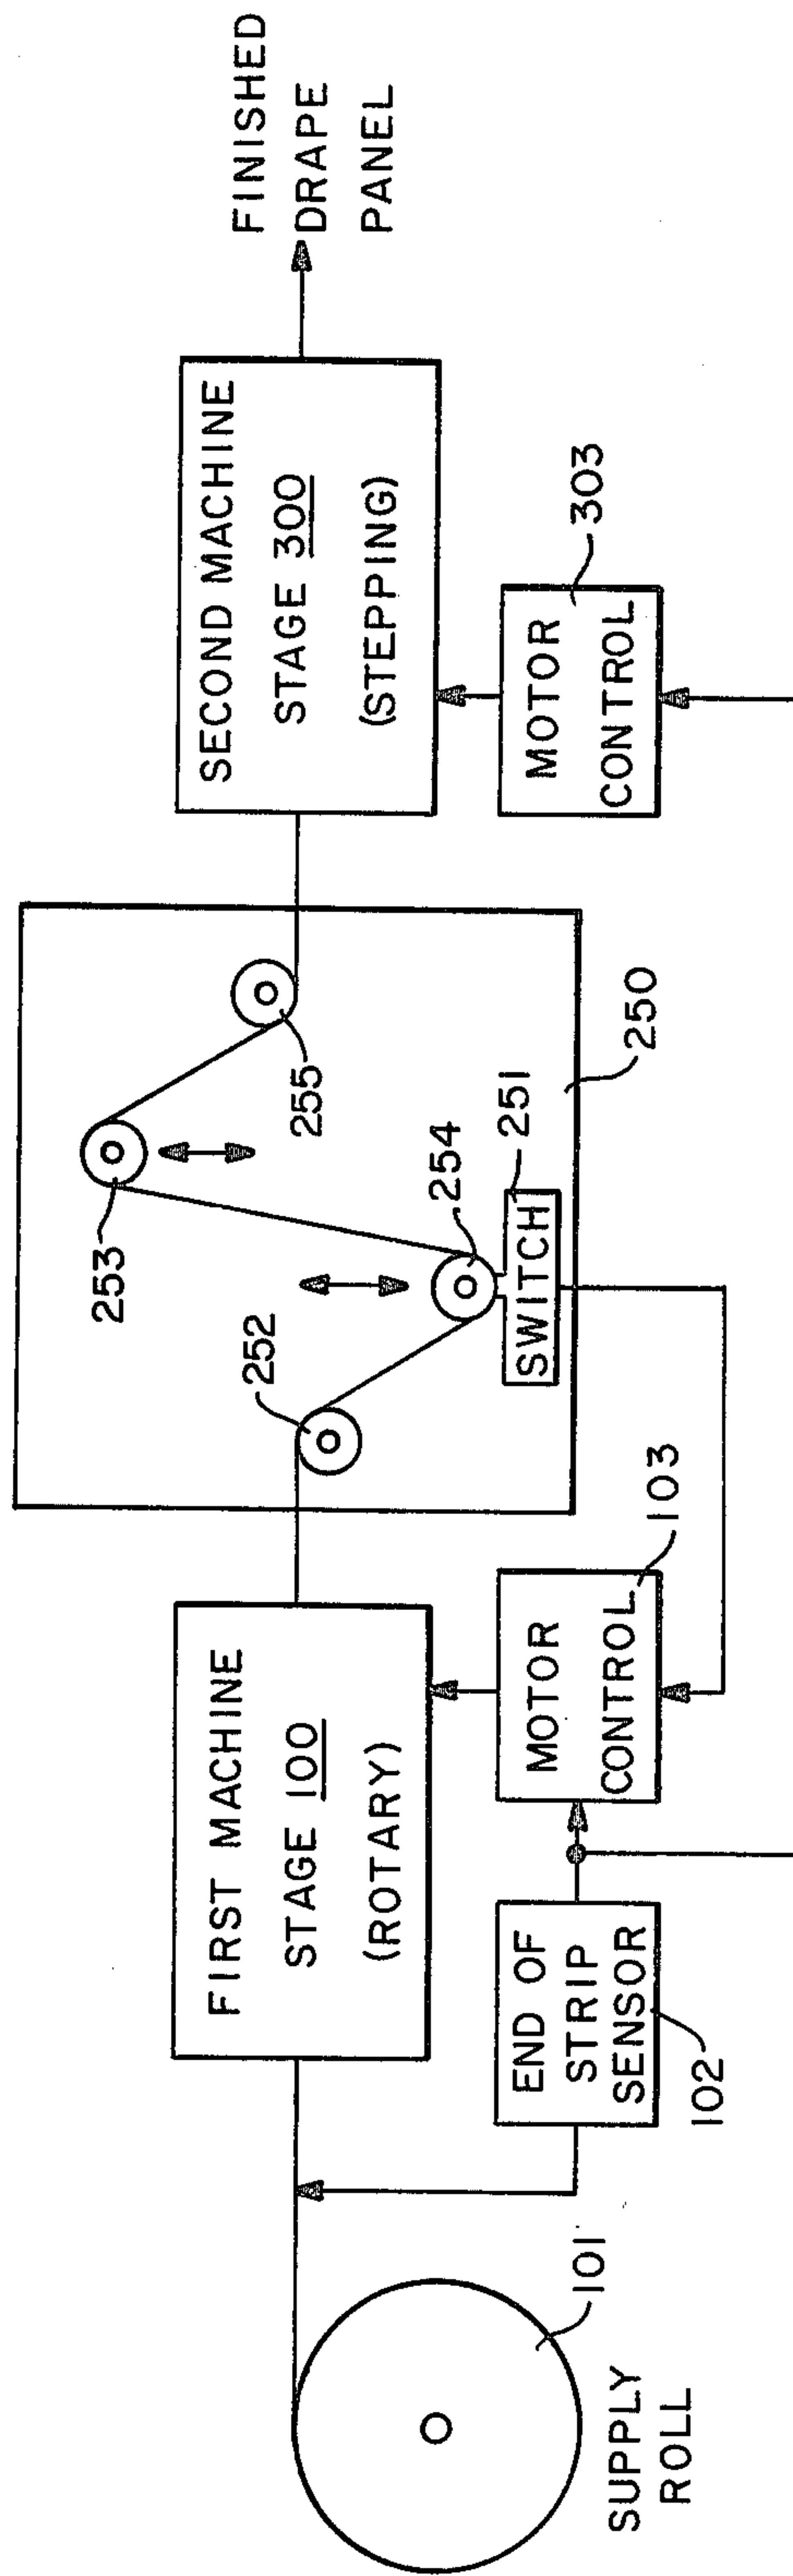 FINISHED
DRAPE
PANEL
SECOND MACHINE
STAGE 300
(STEPPING)
303
MOTOR
CONTROL
253
255
252
254
251
SWITCH
250
FIRST MACHINE
STAGE 100
(ROTARY)
103
MOTOR
CONTROL
END OF
STRIP
SENSOR
102
101
SUPPLY
ROLL